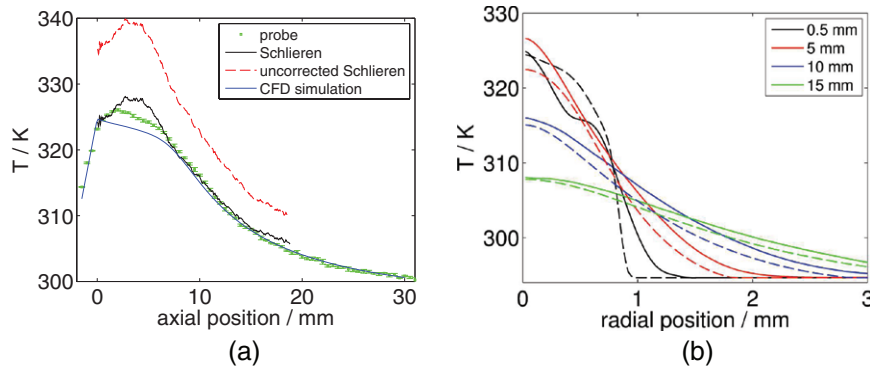 340
330
320
310
300
T / K
0
10
20
30
axial position / mm
probe
Schlieren
uncorrected Schlieren
CFD simulation
(a)
320
310
300
T / K
0
1
2
3
radial position / mm
0.5 mm
5 mm
10 mm
15 mm
(b)